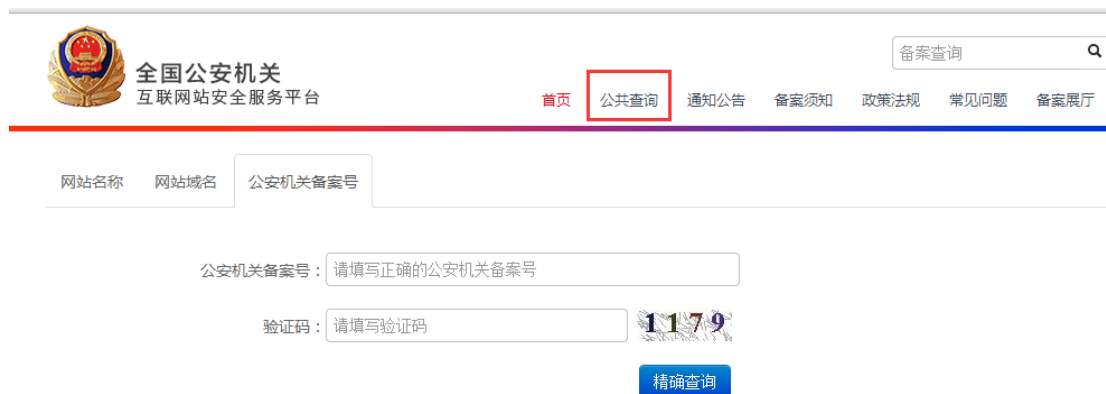 全国公安机关
互联网站安全服务平台
备案查询
首页 公共查询 通知公告 备案须知 政策法规 常见问题 备案展厅
网站名称 网站域名 公安机关备案号
公安机关备案号： 请填写正确的公安机关备案号
验证码： 请填写验证码 1179
精确查询